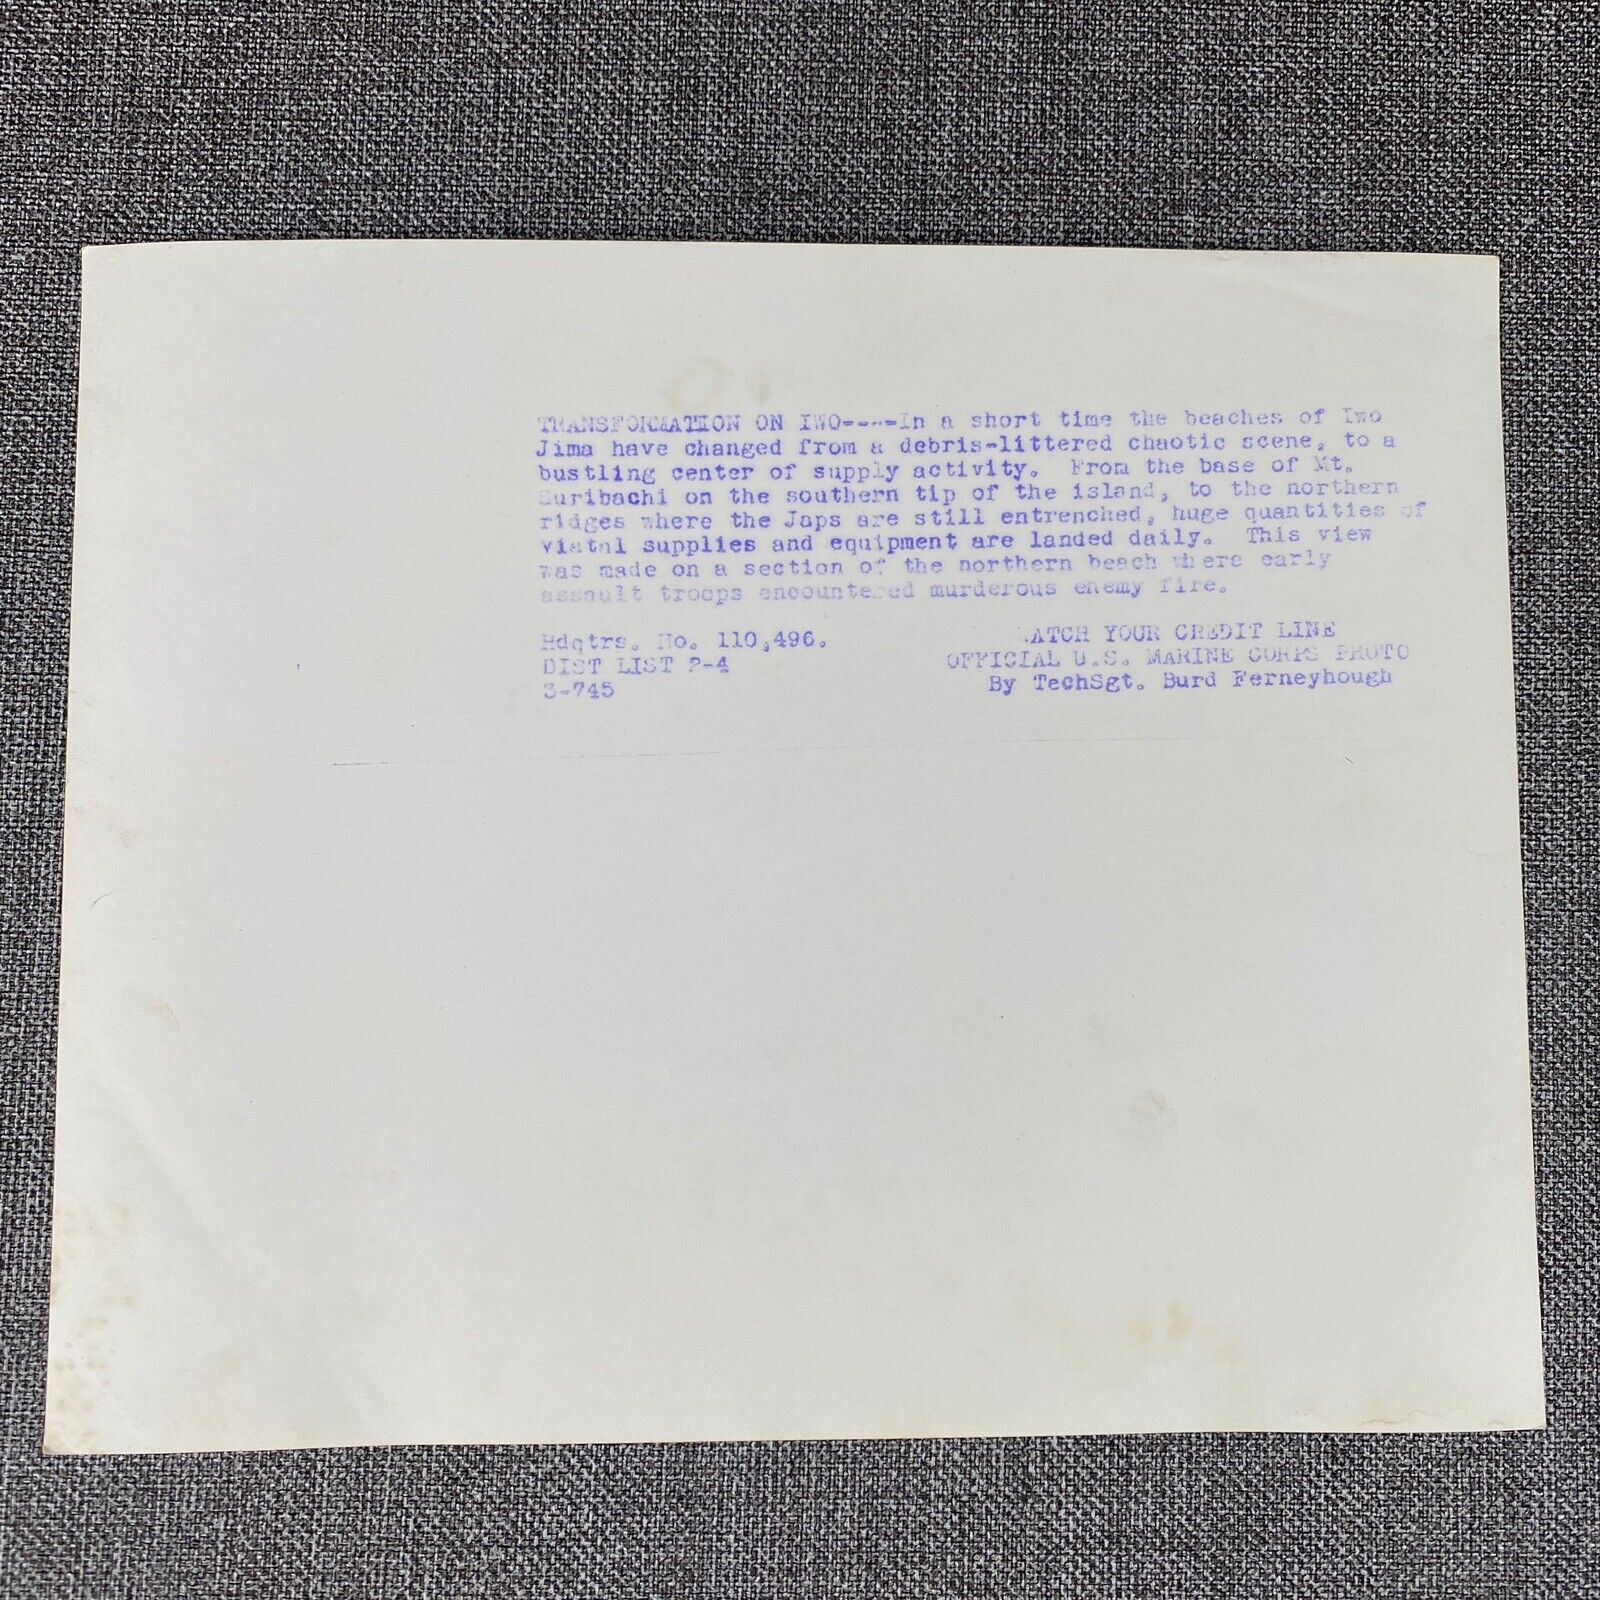 TRANSFORMATION ON IWO----In a short time the beaches of Iwo
Jima have changed from a debris-littered chaotic scene, to a
bustling center of supply activity.  From the base of Mt.
Suribachi on the southern tip of the island, to the northern
ridges where the Japs are still entrenched, huge quantities of
viatal supplies and equipment are landed daily.  This view
was made on a section of the northern beach where early
assault troops encountered murderous enemy fire.
Hdqtrs. No. 110,496.
DIST LIST 2-4
3-745
WATCH YOUR CREDIT LINE
OFFICIAL U.S. MARINE CORPS PHOTO
By TechSgt. Burd Ferneyhough